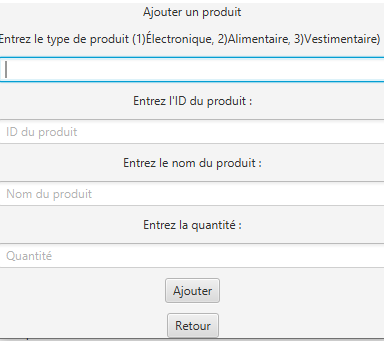 Ajouter un produit
Entrez le type de produit (1)Électronique, 2)Alimentaire, 3)Vestimentaire)
Entrez l'ID du produit :
ID du produit
Entrez le nom du produit :
Nom du produit
Entrez la quantité :
Quantité
Ajouter
Retour